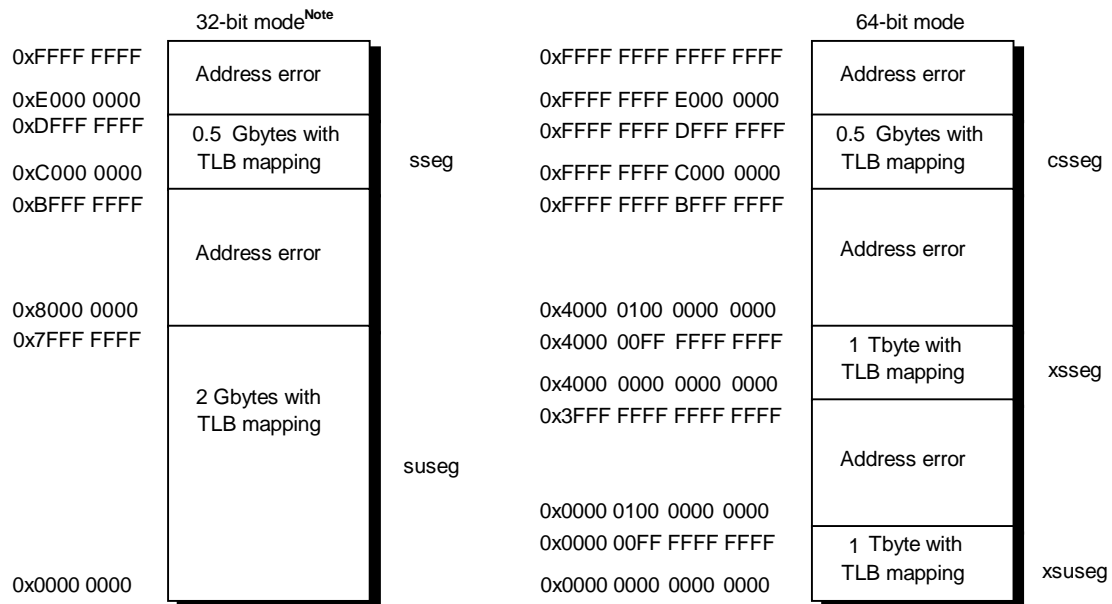 32-bit modeNote
0xFFFF FFFF
Address error
0xE000 0000
0xDFFF FFFF
0.5 Gbytes with
TLB mapping
sseg
0xC000 0000
0xBFFF FFFF
Address error
0x8000 0000
0x7FFF FFFF
2 Gbytes with
TLB mapping
suseg
0x0000 0000
64-bit mode
0xFFFF FFFF FFFF FFFF
Address error
0xFFFF FFFF E000 0000
0xFFFF FFFF DFFF FFFF
0.5 Gbytes with
TLB mapping
csseg
0xFFFF FFFF C000 0000
0xFFFF FFFF BFFF FFFF
Address error
0x4000 0100 0000 0000
0x4000 00FF FFFF FFFF
1 Tbyte with
TLB mapping
xsseg
0x4000 0000 0000 0000
0x3FFF FFFF FFFF FFFF
Address error
0x0000 0100 0000 0000
0x0000 00FF FFFF FFFF
1 Tbyte with
TLB mapping
xsuseg
0x0000 0000 0000 0000